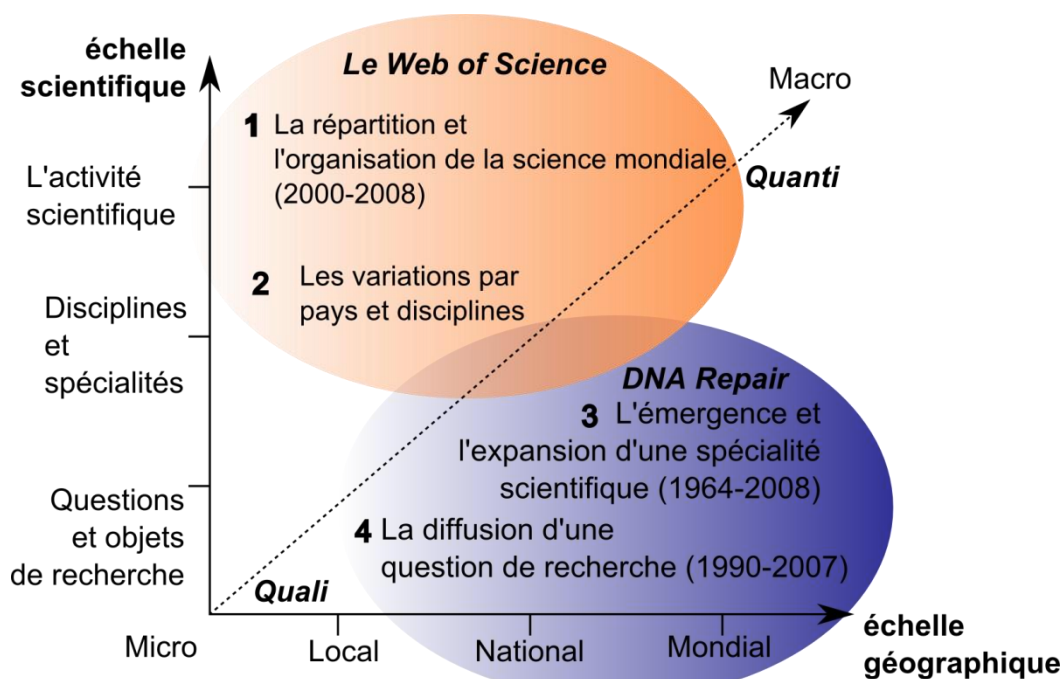 échelle
scientifique
Le Web of Science
Macro
1 La répartition et
l'organisation de la science mondiale
(2000-2008)
Quanti
L'activité
scientifique
2 Les variations par
pays et disciplines
Disciplines
et
spécialités
DNA Repair
3 L'émergence et
l'expansion d'une spécialité
scientifique (1964-2008)
Questions
et objets
de recherche
4 La diffusion d'une
question de recherche (1990-2007)
Quali
Micro
Local
National
Mondial
échelle
géographique